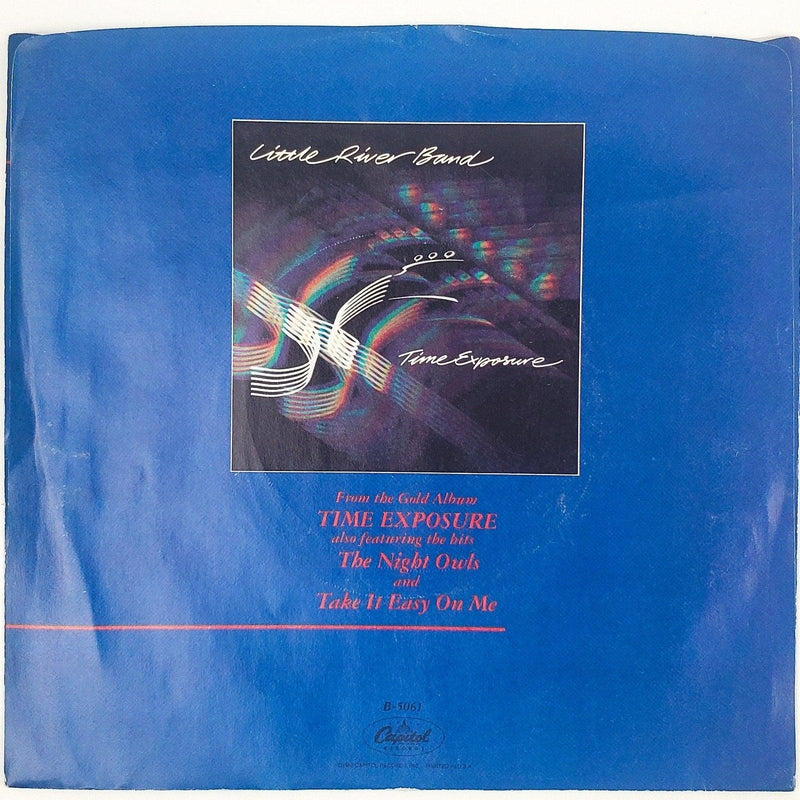 Little River Band
Time Exposure
From the Gold Album
TIME EXPOSURE
also featuring the hits
The Night Owls
and
Take It Easy On Me
B-5061
Capitol
RECORDS